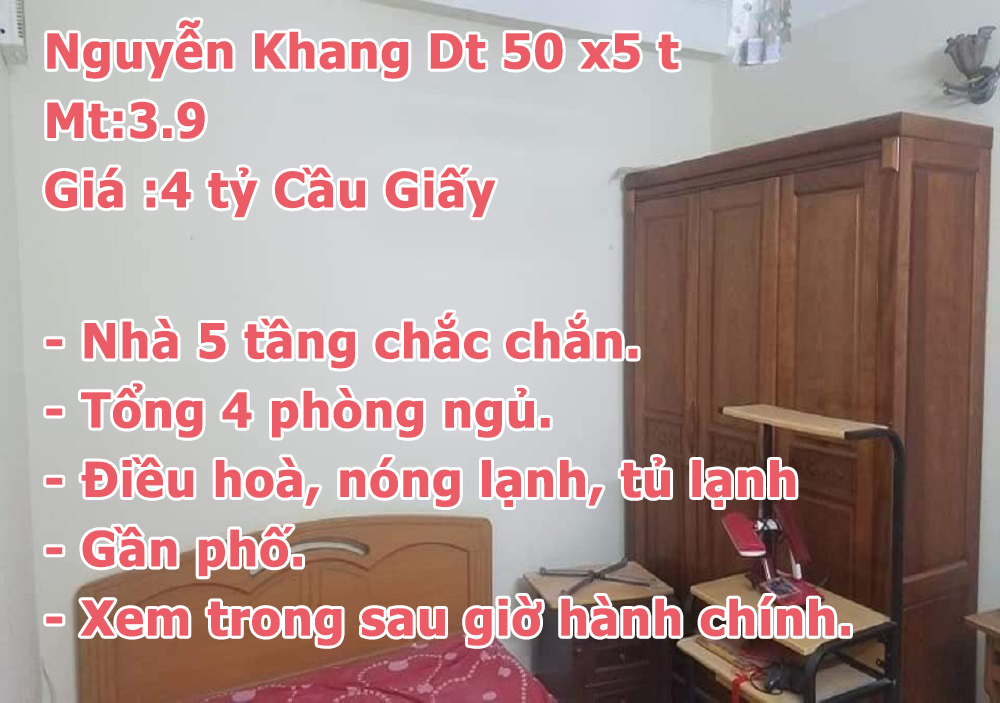 Nguyễn Khang Dt 50 x5 t
Mt:3.9
Giá :4 tỷ Cầu Giấy
- Nhà 5 tầng chắc chắn.
- Tổng 4 phòng ngủ.
- Điều hoà, nóng lạnh, tủ lạnh
- Gần phố.
- Xem trong sau giờ hành chính.